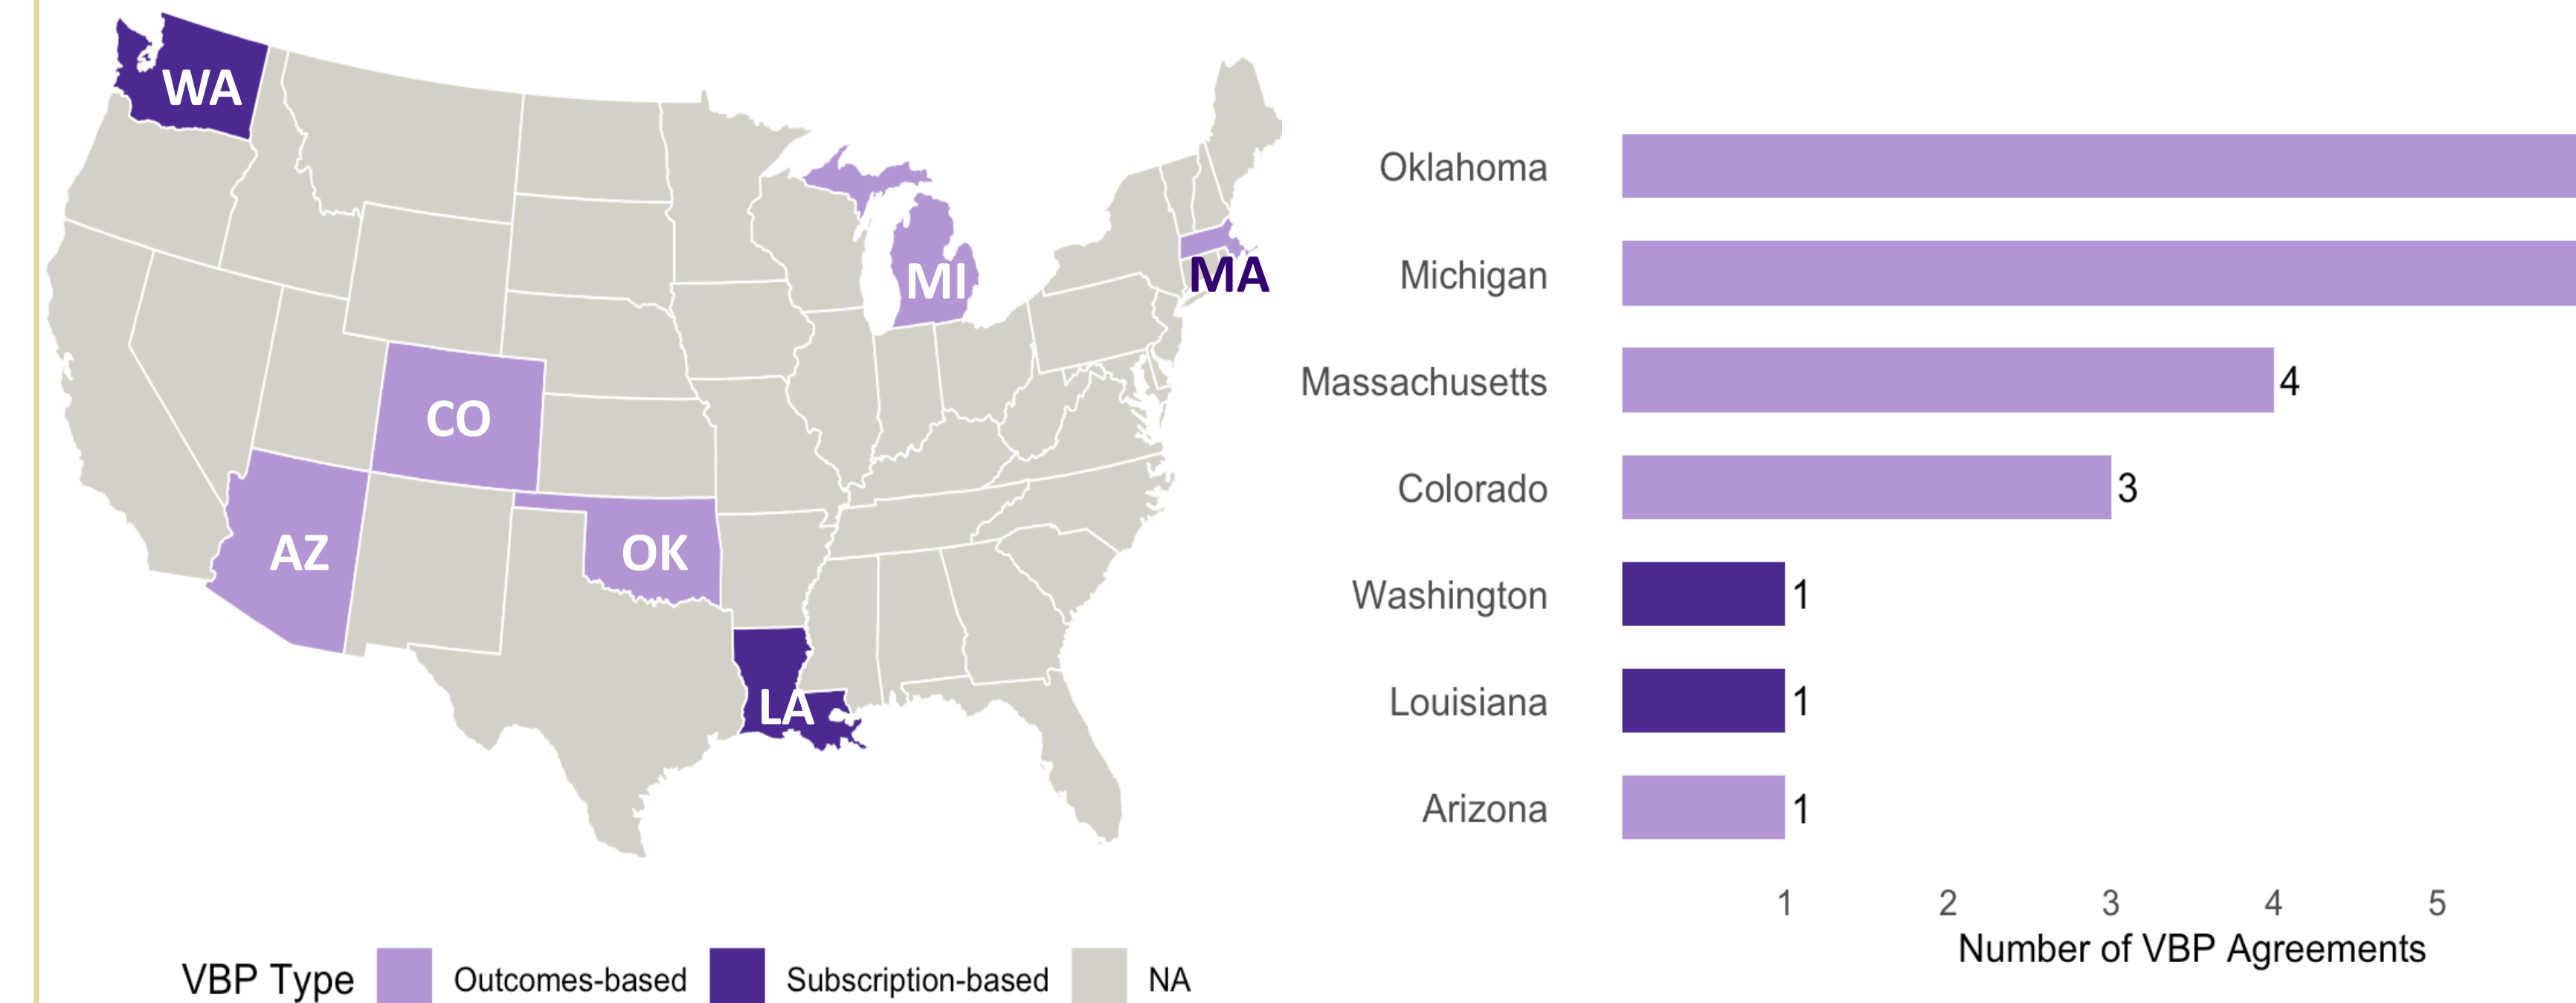 WA
MI
MA
CO
AZ
OK
LA
VBP Type
Outcomes-based
Subscription-based
NA
Oklahoma
Michigan
Massachusetts 4
Colorado 3
Washington 1
Louisiana 1
Arizona 1
1 2 3 4 5
Number of VBP Agreements